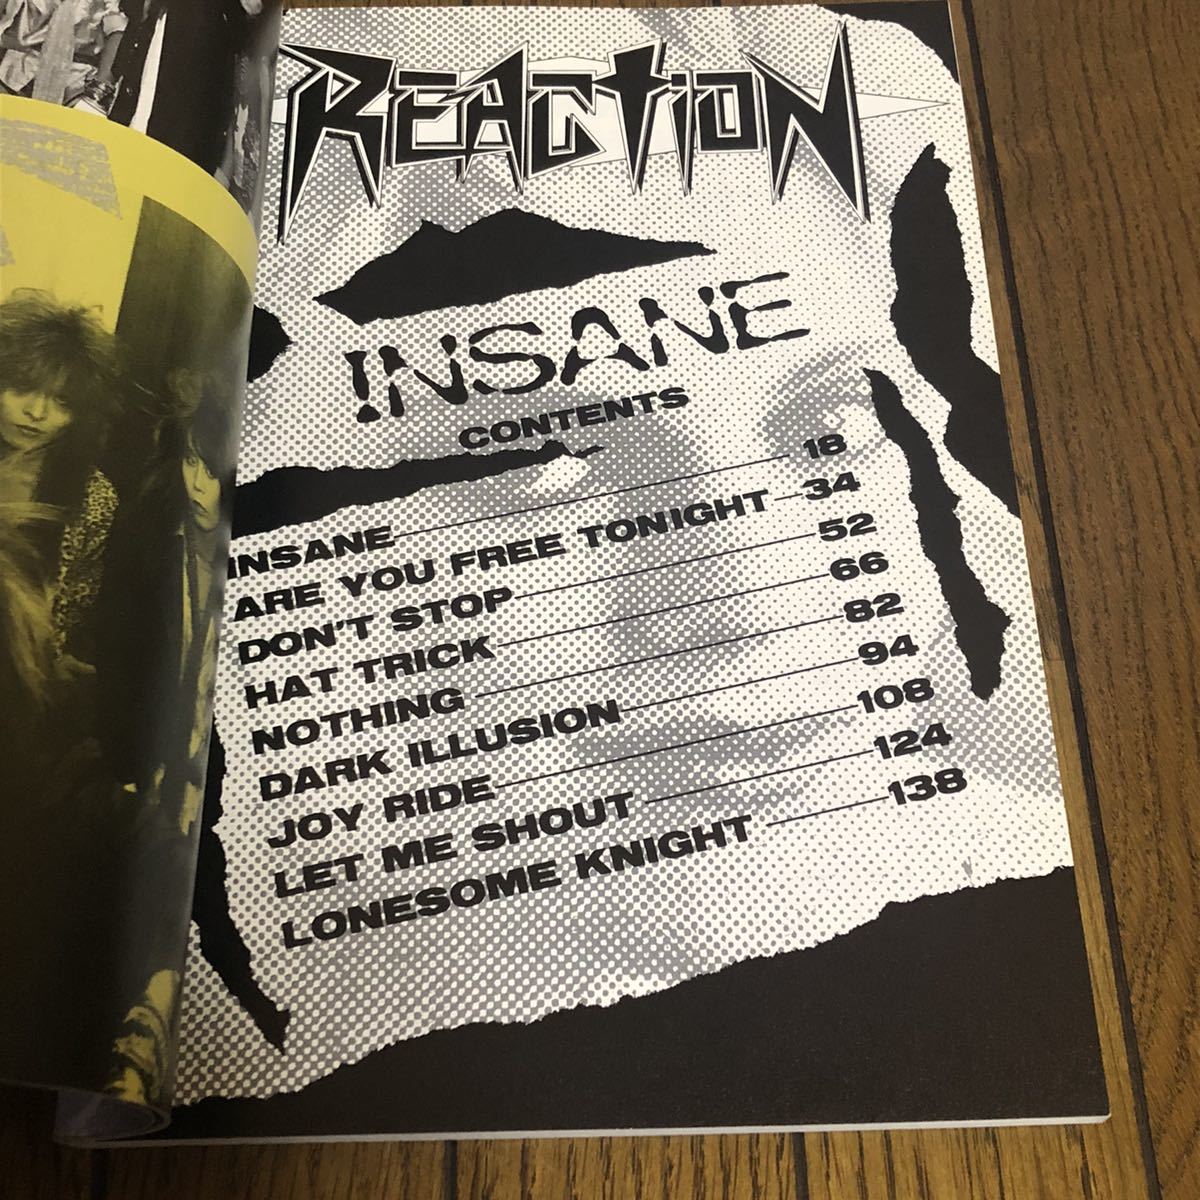 REACTION
INSANE
CONTENTS
INSANE 18
ARE YOU FREE TONIGHT 34
DON'T STOP 52
HAT TRICK 66
NOTHING 82
DARK ILLUSION 94
JOY RIDE 108
LET ME SHOUT 124
LONESOME KNIGHT 138